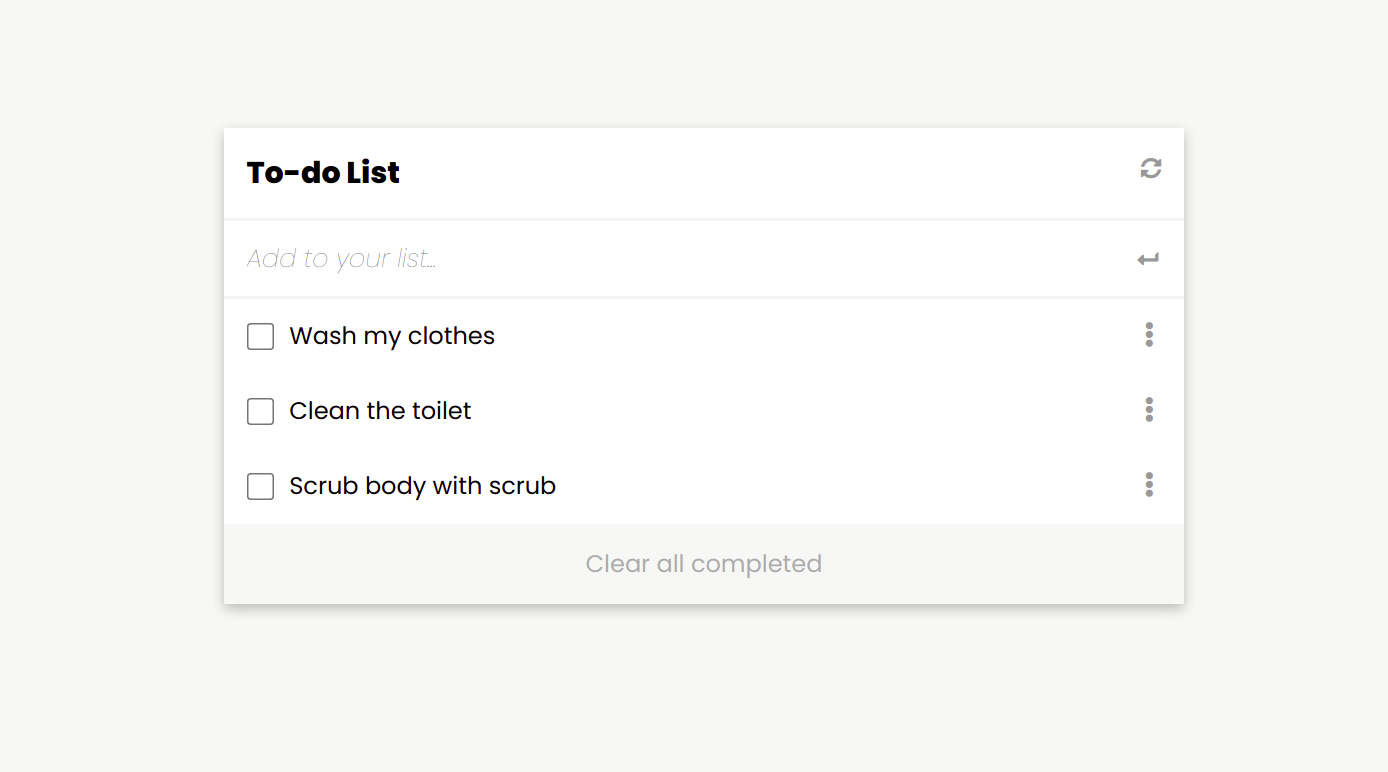 To-do List
Add to your list...
Wash my clothes
Clean the toilet
Scrub body with scrub
Clear all completed